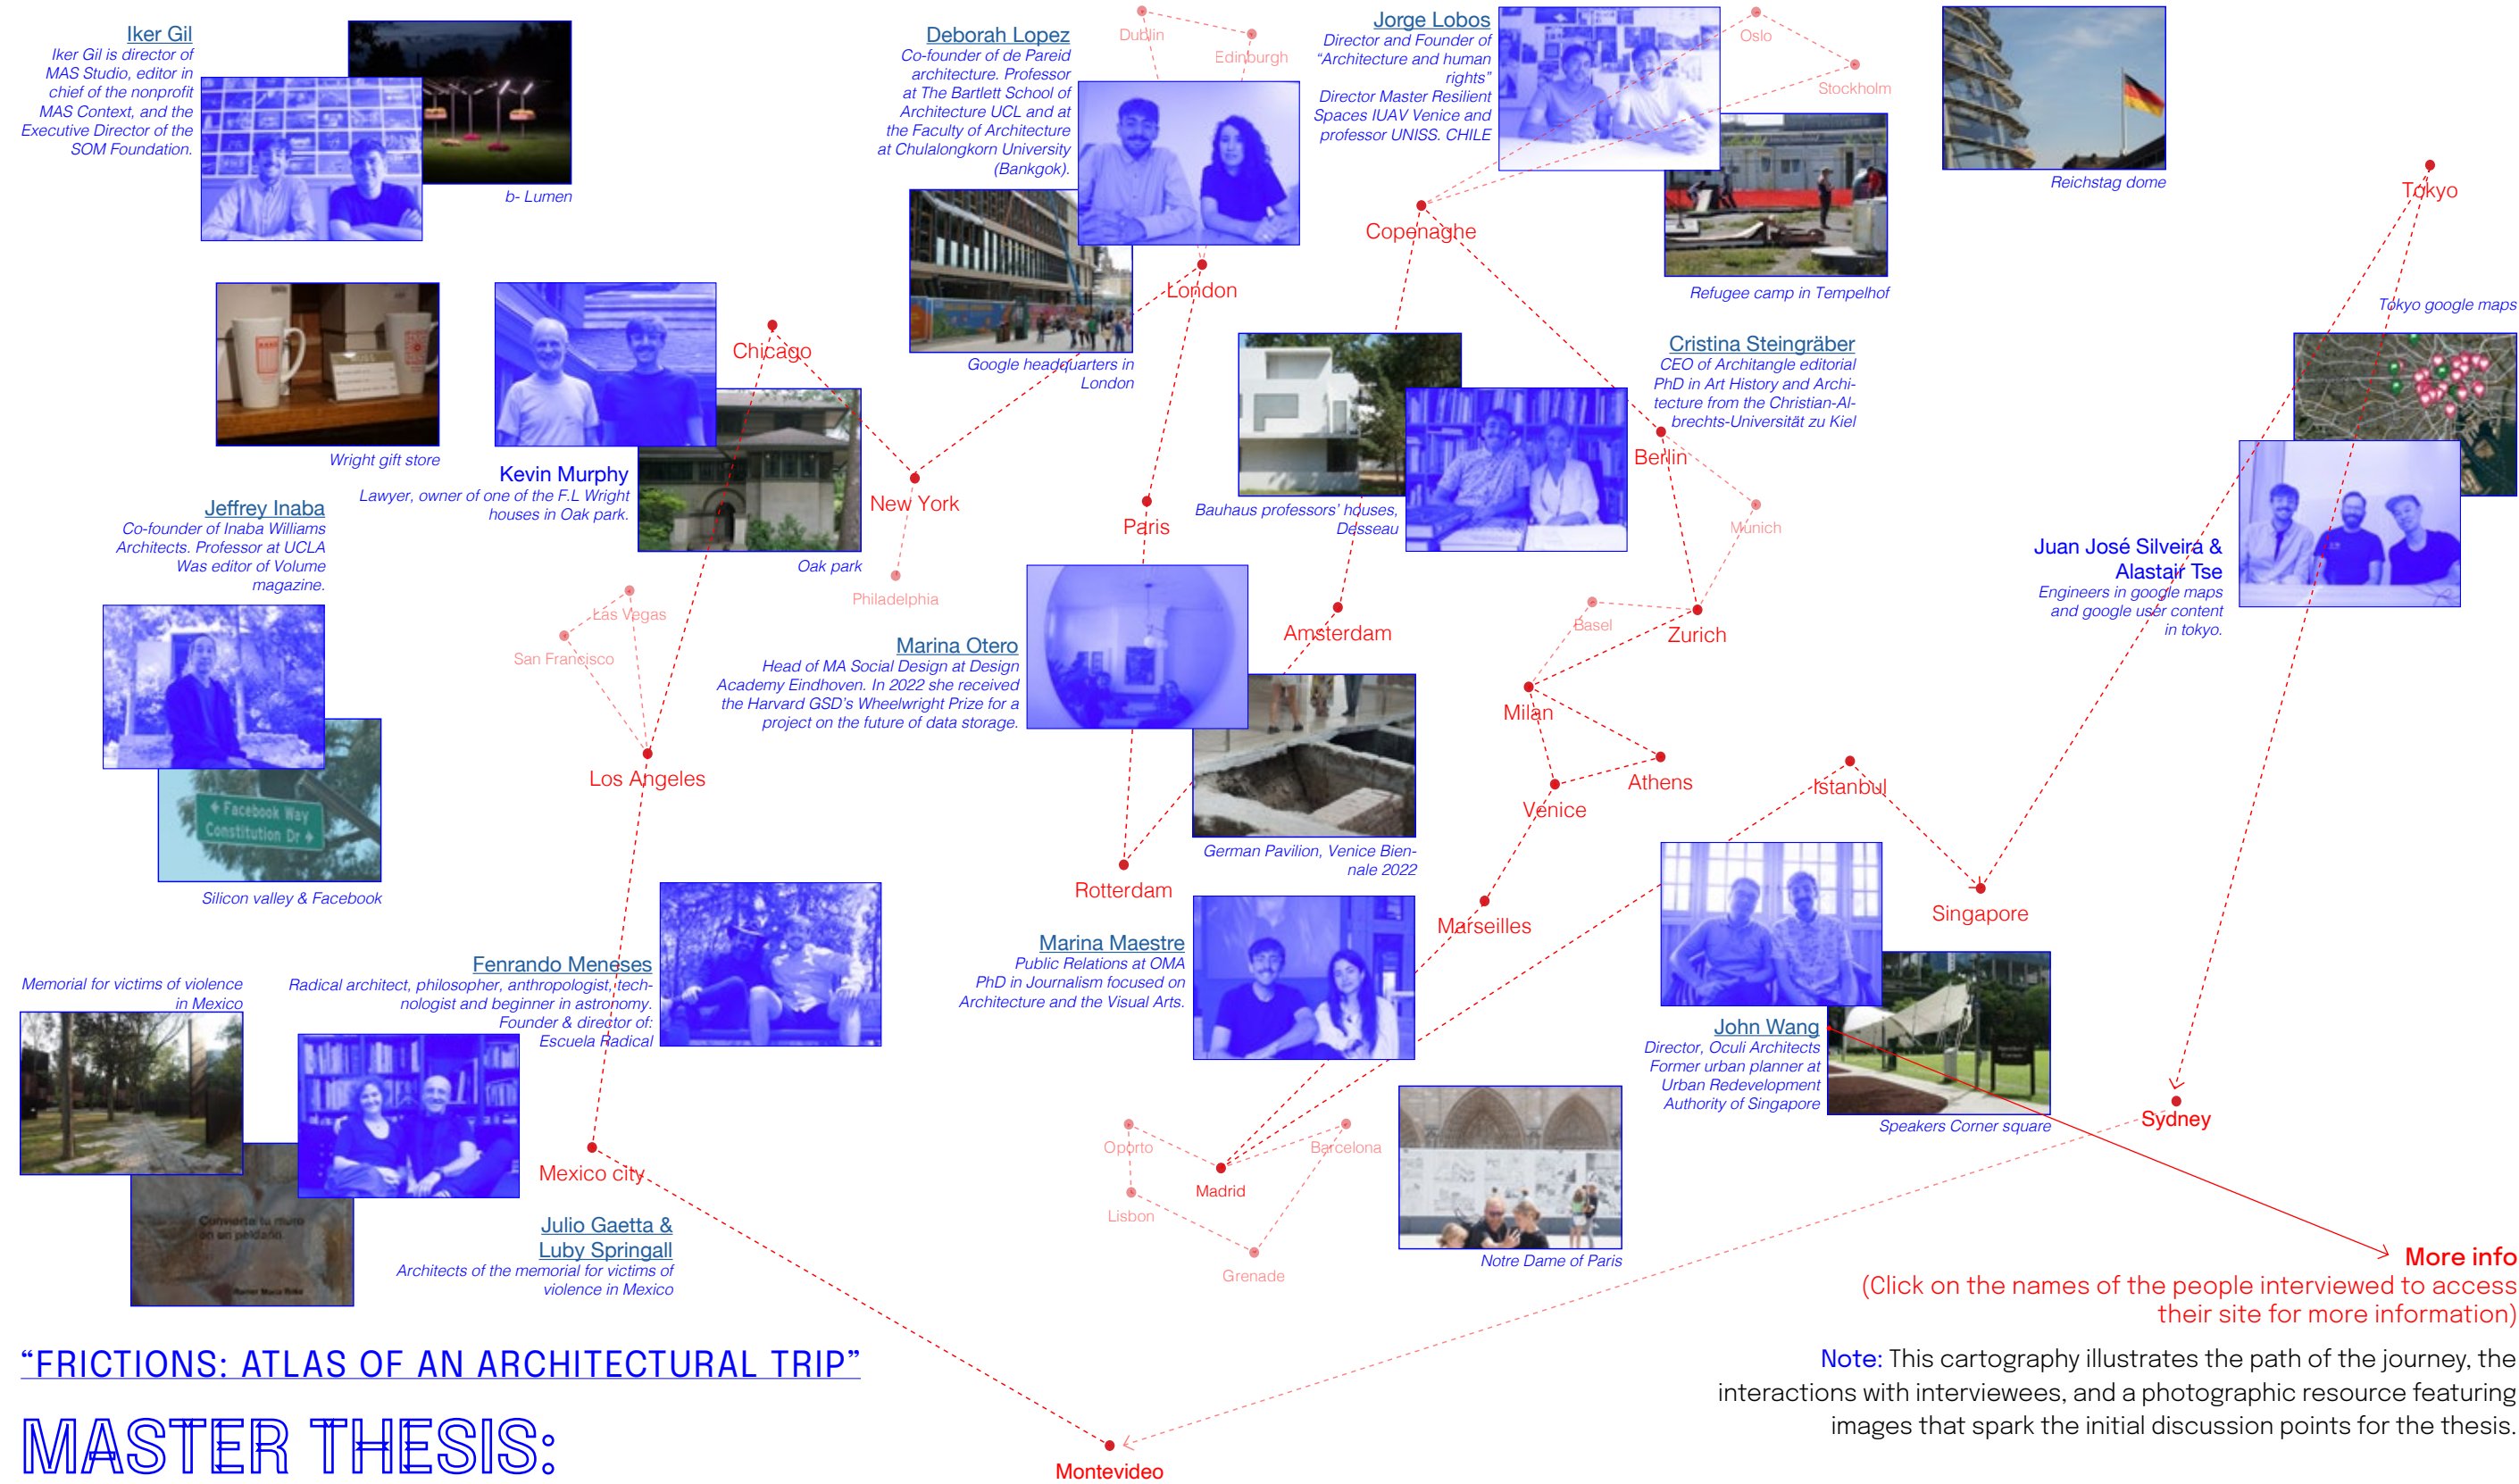 Iker Gil
Iker Gil is director of
MAS Studio, editor in
chief of the nonprofit
MAS Context, and the
Executive Director of the
SOM Foundation.
b- Lumen
Deborah Lopez
Co-founder of de Pareid
architecture. Professor
at The Bartlett School of
Architecture UCL and at
the Faculty of Architecture
at Chulalongkorn University
(Bankgok).
Dublin
Edinburgh
Jorge Lobos
Director and Founder of
“Architecture and human
rights”
Director Master Resilient
Spaces IUAV Venice and
professor UNISS. CHILE
Oslo
Stockholm
Reichstag dome
Tokyo
Copenaghe
London
Refugee camp in Tempelhof
Tokyo google maps
Google headquarters in
London
Chicago
Wright gift store
Kevin Murphy
Lawyer, owner of one of the F.L Wright
houses in Oak park.
Oak park
New York
Philadelphia
Paris
Cristina Steingräber
CEO of Architangle editorial
PhD in Art History and Archi-
tecture from the Christian-Al-
brechts-Universität zu Kiel
Berlin
Munich
Bauhaus professors’ houses,
Desseau
Juan José Silveira &
Alastair Tse
Engineers in google maps
and google user content
in tokyo.
Jeffrey Inaba
Co-founder of Inaba Williams
Architects. Professor at UCLA
Was editor of Volume
magazine.
Las Vegas
San Francisco
Los Angeles
Facebook Way
Constitution Dr
Silicon valley & Facebook
Marina Otero
Head of MA Social Design at Design
Academy Eindhoven. In 2022 she received
the Harvard GSD’s Wheelwright Prize for a
project on the future of data storage.
Amsterdam
Basel
Zurich
Milan
Athens
Venice
Istanbul
German Pavilion, Venice Bien-
nale 2022
Rotterdam
Marseilles
Singapore
Fenrando Meneses
Radical architect, philosopher, anthropologist, tech-
nologist and beginner in astronomy.
Founder & director of:
Escuela Radical
Marina Maestre
Public Relations at OMA
PhD in Journalism focused on
Architecture and the Visual Arts.
John Wang
Director, Oculi Architects
Former urban planner at
Urban Redevelopment
Authority of Singapore
Speakers Corner square
Sydney
Memorial for victims of violence
in Mexico
Convierte tu muro
en un peldaño.
Rainer Maria Rilke
Mexico city
Julio Gaetta &
Luby Springall
Architects of the memorial for victims of
violence in Mexico
Oporto
Barcelona
Madrid
Lisbon
Grenade
Notre Dame of Paris
More info
(Click on the names of the people interviewed to access
their site for more information)
“FRICTIONS: ATLAS OF AN ARCHITECTURAL TRIP”
MASTER THESIS:
Montevideo
Note: This cartography illustrates the path of the journey, the
interactions with interviewees, and a photographic resource featuring
images that spark the initial discussion points for the thesis.